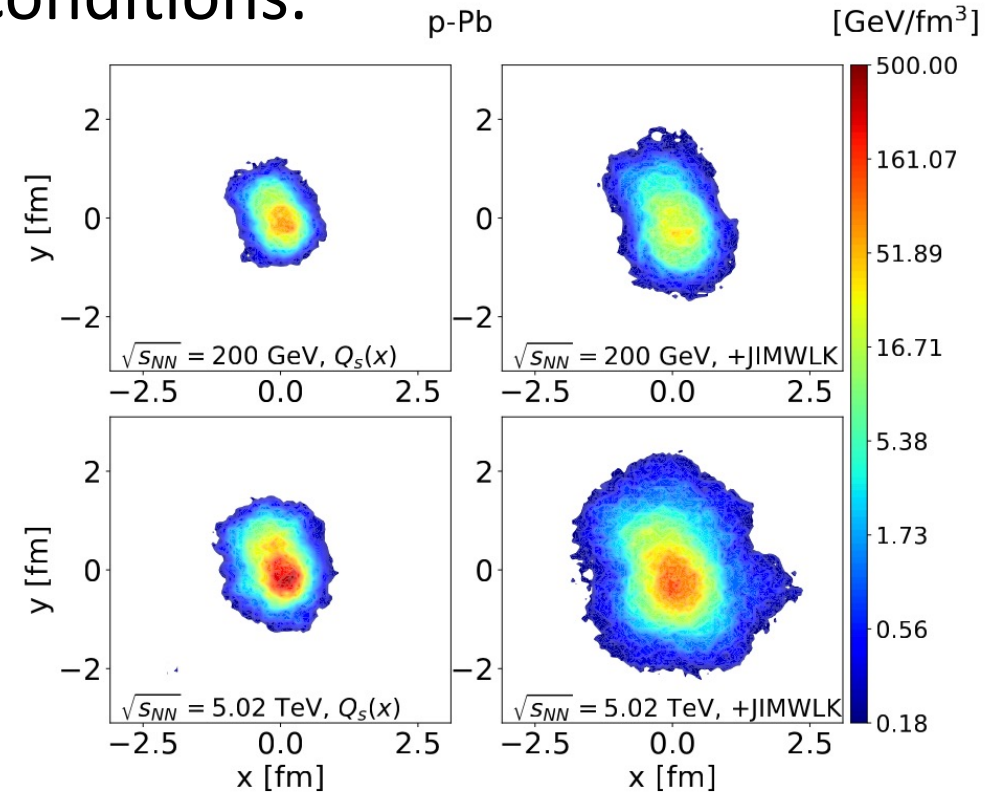 conditions:
p-Pb
[GeV/fm³]
y [fm]
2
0
−2
√sNN = 200 GeV, Qs(x)
−2.5 0.0 2.5
2
0
−2
√sNN = 200 GeV, +JIMWLK
−2.5 0.0 2.5
y [fm]
2
0
−2
√sNN = 5.02 TeV, Qs(x)
−2.5 0.0 2.5
x [fm]
2
0
−2
√sNN = 5.02 TeV, +JIMWLK
−2.5 0.0 2.5
x [fm]
500.00
161.07
51.89
16.71
5.38
1.73
0.56
0.18